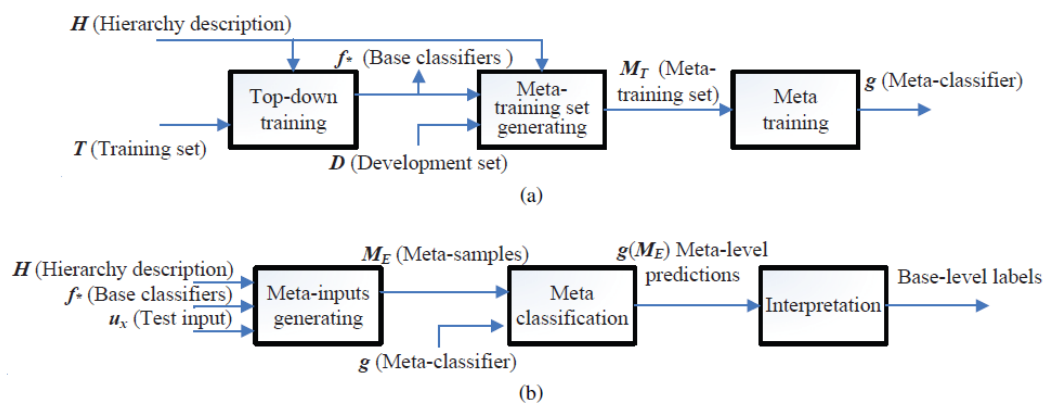 H (Hierarchy description)
f* (Base classifiers )
M_T (Meta-
training set)
g (Meta-classifier)
Top-down
training
Meta-
training set
generating
Meta
training
T (Training set)
D (Development set)
(a)
M_E (Meta-samples)
g(M_E) Meta-level
predictions
H (Hierarchy description)
f* (Base classifiers)
u_x (Test input)
Meta-inputs
generating
Meta
classification
Interpretation
Base-level labels
g (Meta-classifier)
(b)